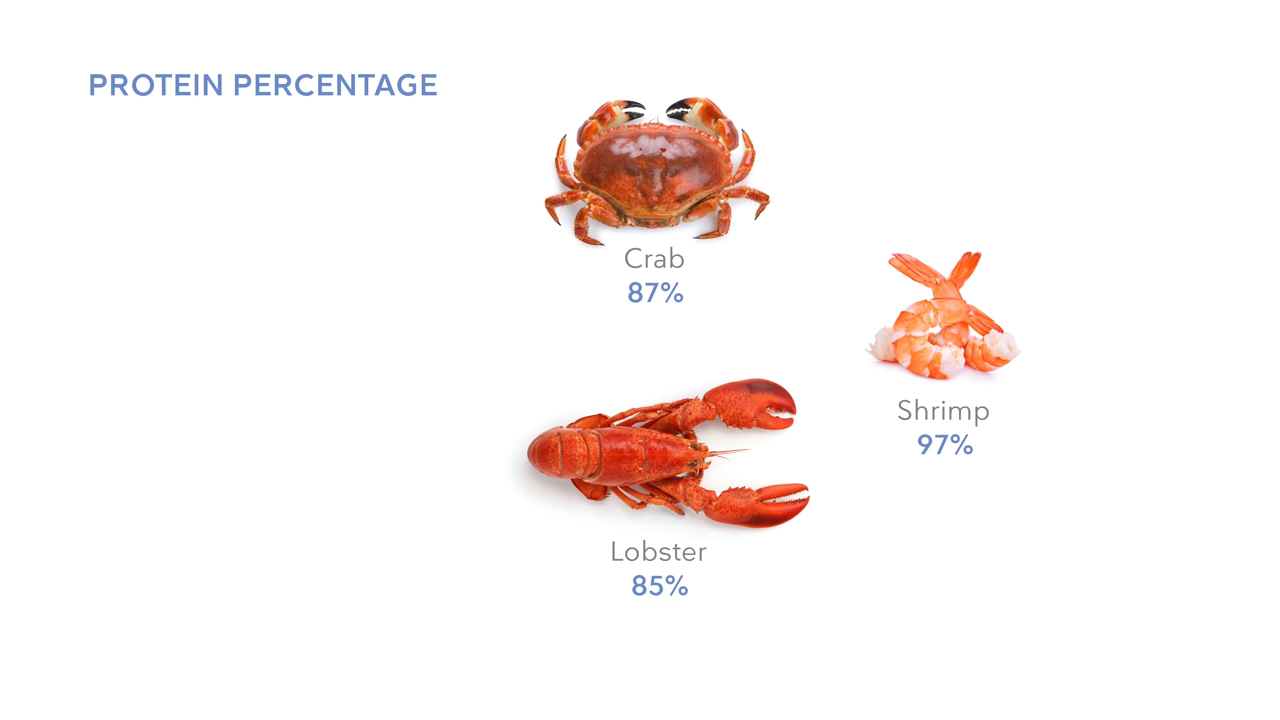 PROTEIN PERCENTAGE
Crab
87%
Shrimp
97%
Lobster
85%